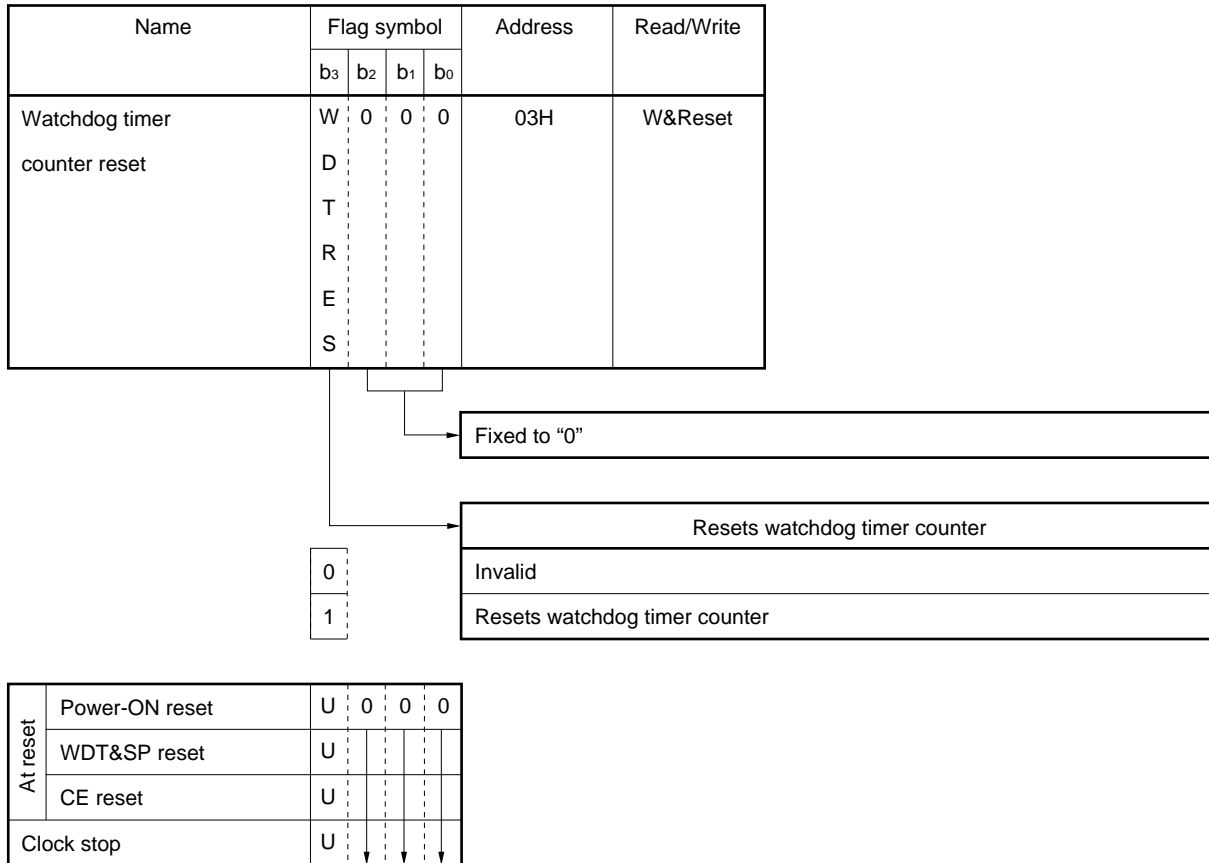 Name Flag symbol Address Read/Write
b3 b2 b1 b0
Watchdog timer W 0 0 0 03H W&Reset
counter reset D
T
R
E
S
Fixed to “0”
Resets watchdog timer counter
0 Invalid
1 Resets watchdog timer counter
At reset
Power-ON reset U 0 0 0
WDT&SP reset U
CE reset U
Clock stop U